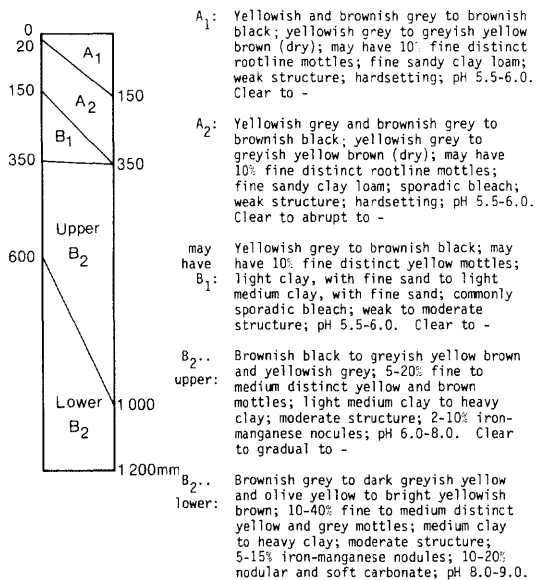 0
20
150
350
600
A1
A2
B1
Upper
B2
Lower
B2
150
350
1 000
1 200mm
A1: Yellowish and brownish grey to brownish
black; yellowish grey to greyish yellow
brown (dry); may have 10% fine distinct
rootline mottles; fine sandy clay loam;
weak structure; hardsetting; pH 5.5-6.0.
Clear to -
A2: Yellowish grey and brownish grey to
brownish black; yellowish grey to
greyish yellow brown (dry); may have
10% fine distinct rootline mottles;
fine sandy clay loam; sporadic bleach;
weak structure; hardsetting; pH 5.5-6.0.
Clear to abrupt to -
may have B1: Yellowish grey to brownish black; may
have 10% fine distinct yellow mottles;
light clay, with fine sand to light
medium clay, with fine sand; commonly
sporadic bleach; weak to moderate
structure; pH 5.5-6.0. Clear to -
B2.. upper: Brownish black to greyish yellow brown
and yellowish grey; 5-20% fine to
medium distinct yellow and brown
mottles; light medium clay to heavy
clay; moderate structure; 2-10% iron-
manganese nocules; pH 6.0-8.0. Clear
to gradual to -
B2.. lower: Brownish grey to dark greyish yellow
and olive yellow to bright yellowish
brown; 10-40% fine to medium distinct
yellow and grey mottles; medium clay
to heavy clay; moderate structure;
5-15% iron-manganese nodules; 10-20%
nodular and soft carbonate; pH 8.0-9.0.